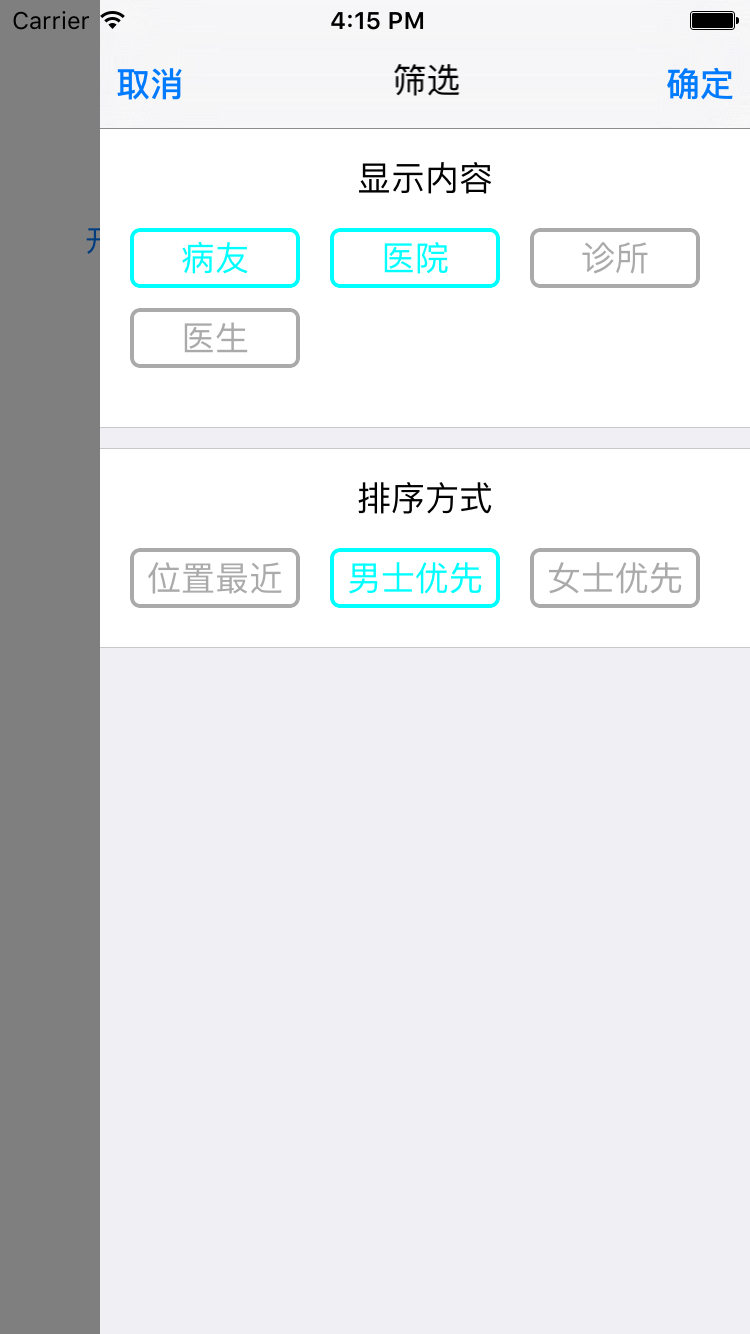 Carrier 4:15 PM
取消 筛选 确定
显示内容
病友 医院 诊所
医生
排序方式
位置最近 男士优先 女士优先